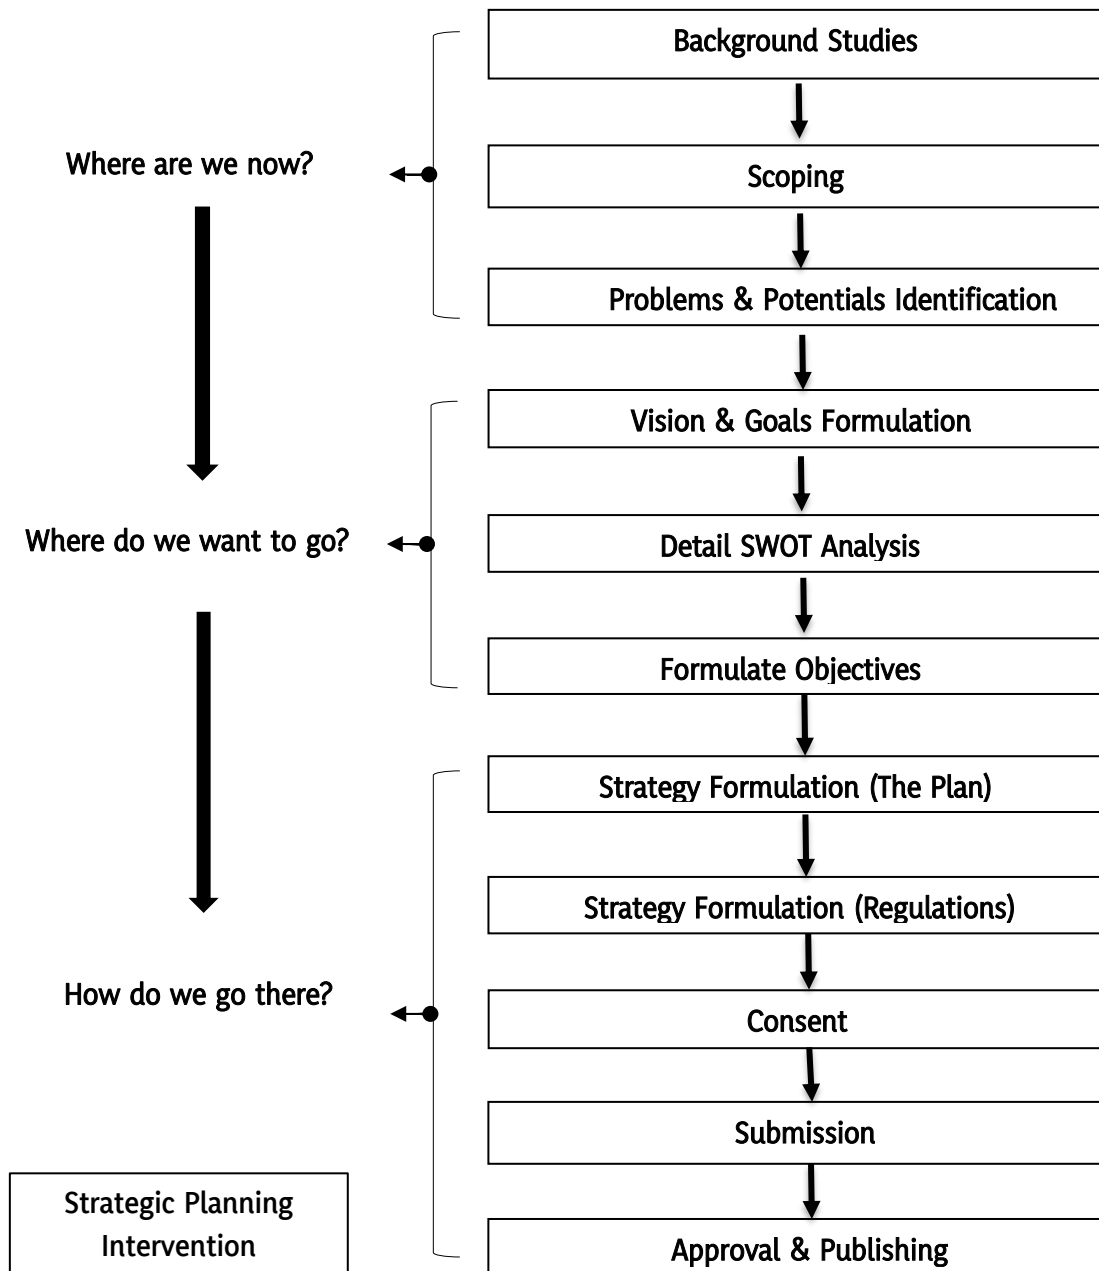 Background Studies
Where are we now?
Scoping
Problems & Potentials Identification
Vision & Goals Formulation
Where do we want to go?
Detail SWOT Analysis
Formulate Objectives
Strategy Formulation (The Plan)
Strategy Formulation (Regulations)
How do we go there?
Consent
Submission
Strategic Planning
Intervention
Approval & Publishing